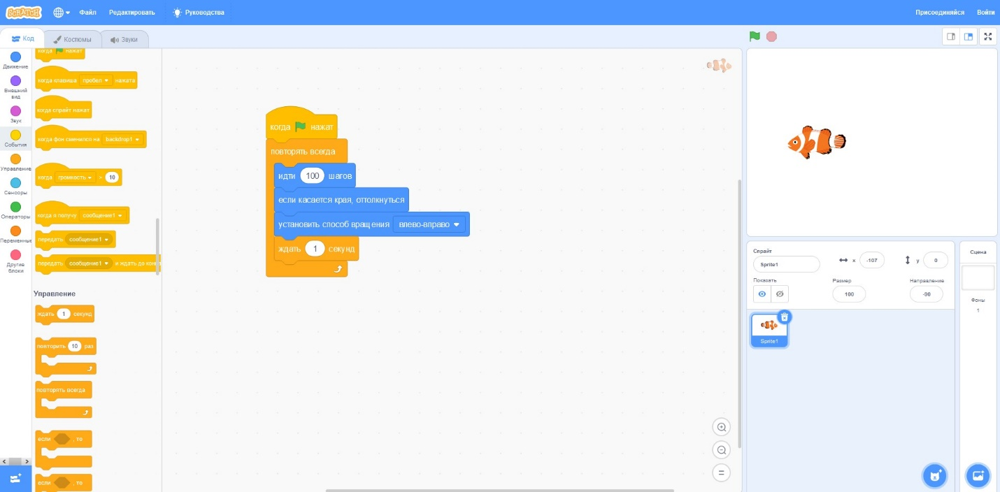 SCRATCH
Файл
Редактировать
Руководства
Присоединяйся
Войти
Код
Костюмы
Звуки
Движение
Внешний
вид
Звук
События
Управление
Сенсоры
Операторы
Переменные
Другие
блоки
когда нажат
когда клавиша пробел нажата
когда спрайт нажат
когда фон сменился на backdrop1
когда громкость > 10
когда я получу сообщение1
передать сообщение1
передать сообщение1 и ждать до кон
Управление
ждать 1 секунд
повторить 10 раз
повторять всегда
если , то
если , то
когда нажат
повторять всегда
идти 100 шагов
если касается края, оттолкнуться
установить способ вращения влево-вправо
ждать 1 секунд
Спрайт
Sprite1
x -107
y 0
Показать
Размер
100
Направление
-90
Sprite1
Сцена
Фоны
1